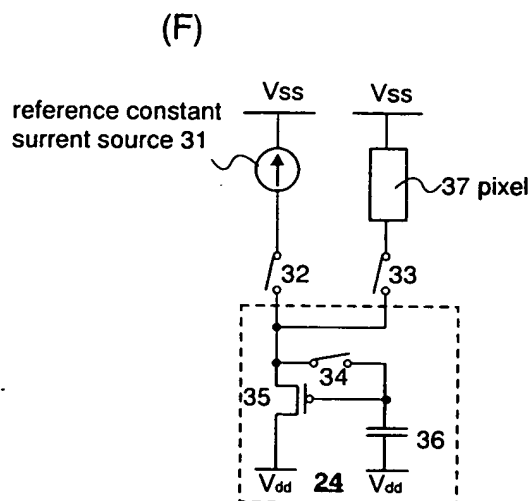 (F)
Vss Vss
reference constant
surrent source 31
37 pixel
32 33
34
35
36
Vdd 24 Vdd